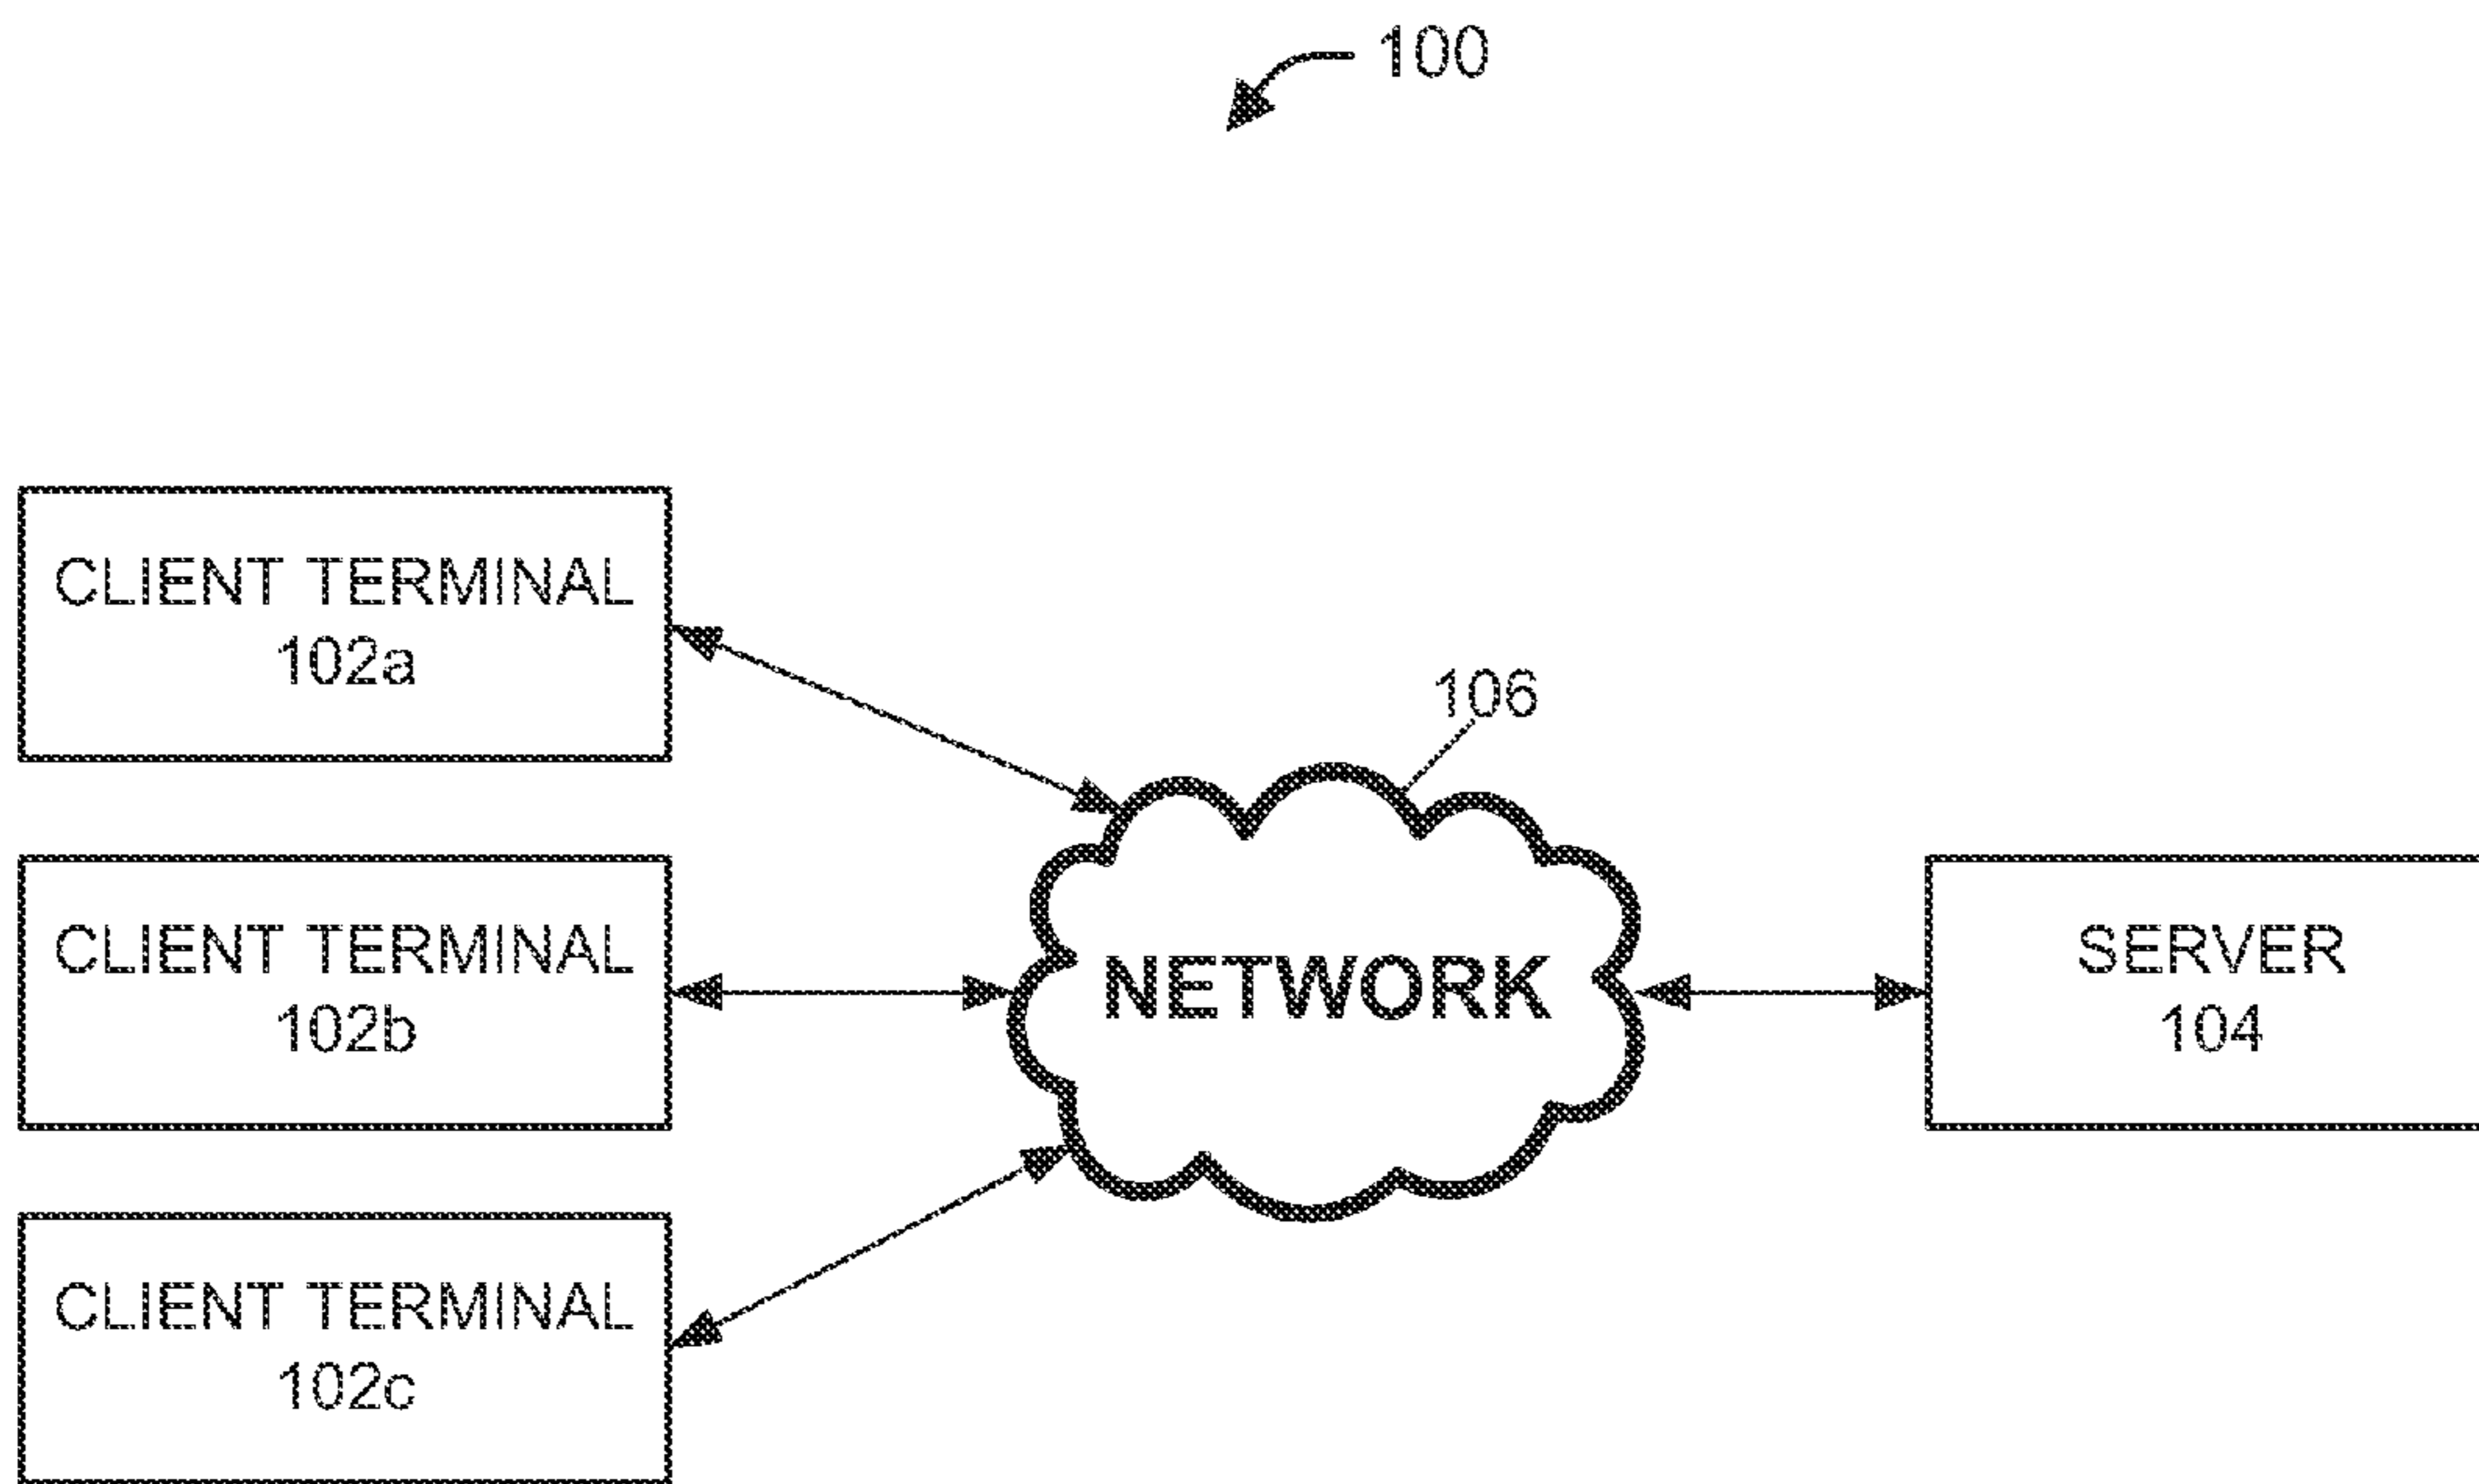 100
CLIENT TERMINAL
102a
106
CLIENT TERMINAL
102b
NETWORK
SERVER
104
CLIENT TERMINAL
102c